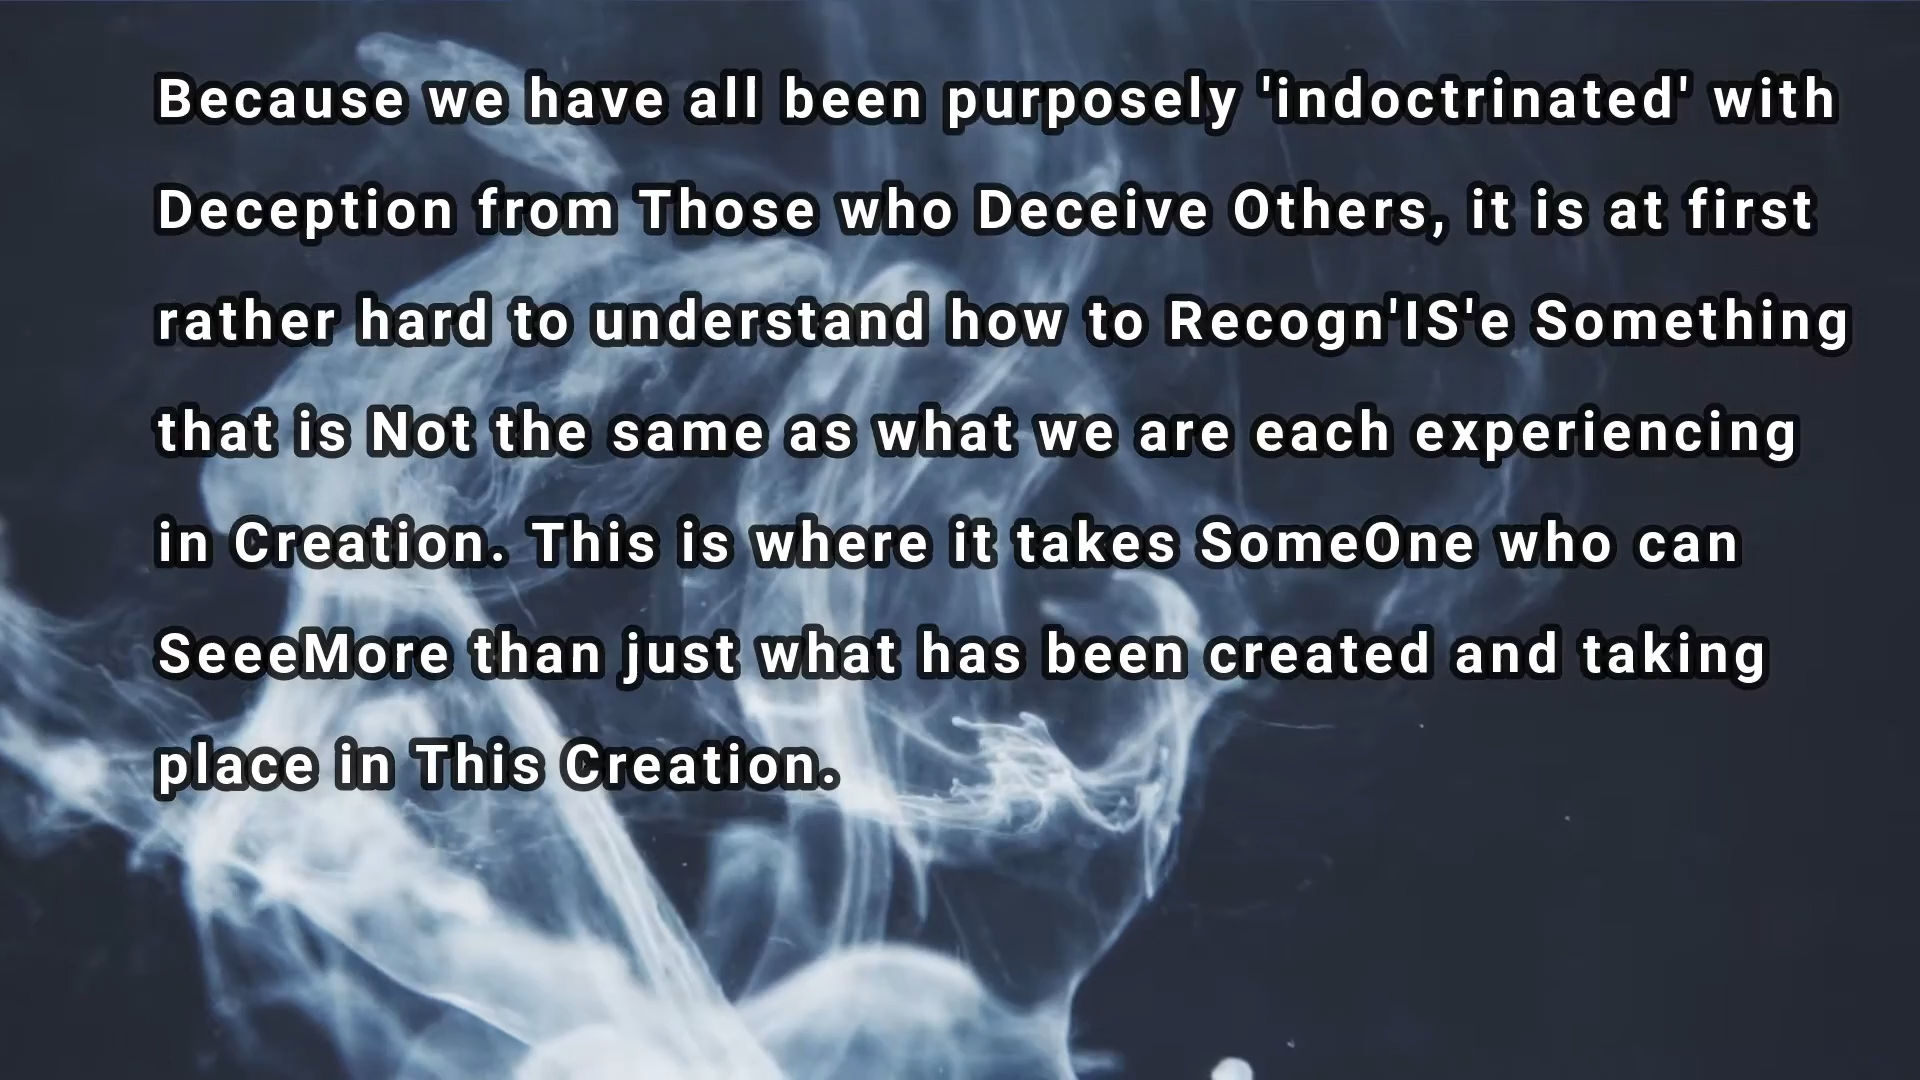 Because we have all been purposely 'indoctrinated' with
Deception from Those who Deceive Others, it is at first
rather hard to understand how to Recogn'IS'e Something
that is Not the same as what we are each experiencing
in Creation. This is where it takes SomeOne who can
SeeeMore than just what has been created and taking
place in This Creation.